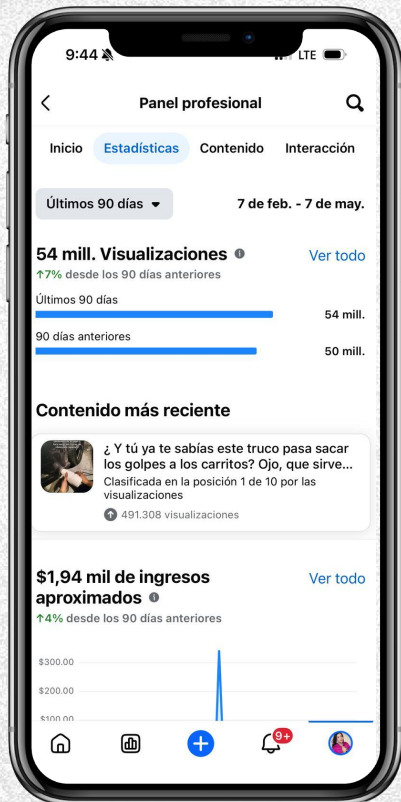 9:44
LTE
Panel profesional
Inicio Estadísticas Contenido Interacción
Últimos 90 días 7 de feb. - 7 de may.
54 mill. Visualizaciones Ver todo
↑7% desde los 90 días anteriores
Últimos 90 días
54 mill.
90 días anteriores
50 mill.
Contenido más reciente
¿ Y tú ya te sabías este truco pasa sacar
los golpes a los carritos? Ojo, que sirve...
Clasificada en la posición 1 de 10 por las
visualizaciones
491.308 visualizaciones
$1,94 mil de ingresos Ver todo
aproximados
↑4% desde los 90 días anteriores
$300.00
$200.00
$100.00
9+